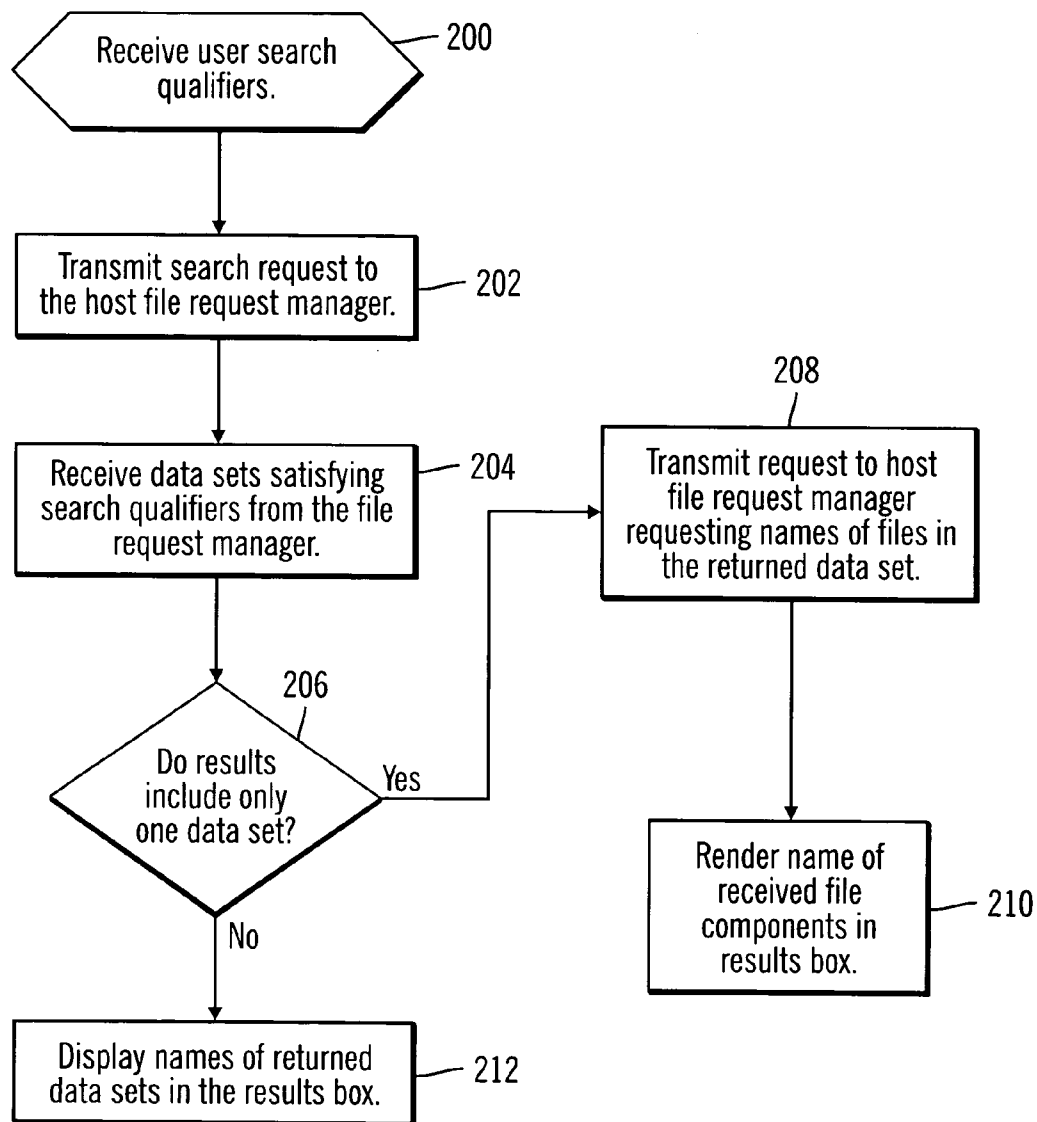 Receive user search
qualifiers.
200
Transmit search request to
the host file request manager.
202
Receive data sets satisfying
search qualifiers from the file
request manager.
204
Do results
include only
one data set?
206
Yes
No
208
Transmit request to host
file request manager
requesting names of files in
the returned data set.
Render name of
received file
components in
results box.
210
Display names of returned
data sets in the results box.
212